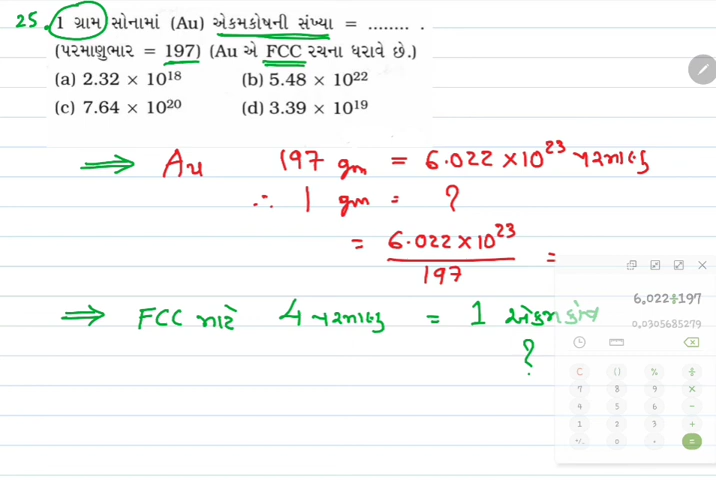 25. 1 ગ્રામ સોનામાં (Au) એકમકોષની સંખ્યા = ........ .
(પરમાણુભાર = 197) (Au એ FCC રચના ધરાવે છે.)
(a) 2.32 × 10¹⁸ (b) 5.48 × 10²²
(c) 7.64 × 10²⁰ (d) 3.39 × 10¹⁹
⇒ Au 197 gm = 6.022 × 10²³ પરમાણુ
∴ 1 gm = ?
= 6.022 × 10²³ / 197 =
⇒ FCC માટે 4 પરમાણુ = 1 એકમકોષ
?
6,022÷197
0,0305685279
C () % ÷
7 8 9 ×
4 5 6 −
1 2 3 +
+/- 0 . =